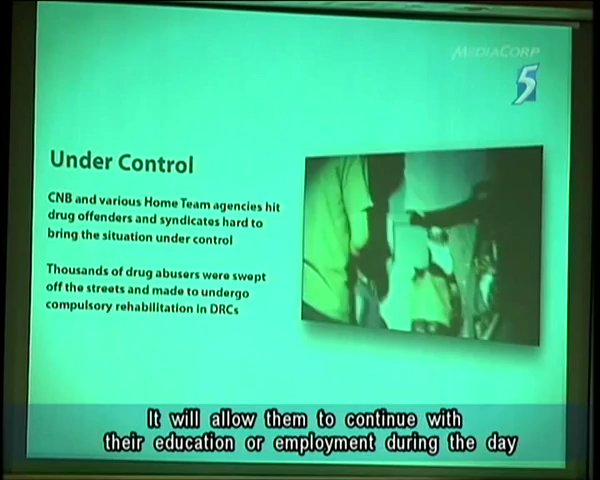 MEDIACORP
5
Under Control
CNB and various Home Team agencies hit
drug offenders and syndicates hard to
bring the situation under control
Thousands of drug abusers were swept
off the streets and made to undergo
compulsory rehabilitation in DRCs
It will allow them to continue with
their education or employment during the day